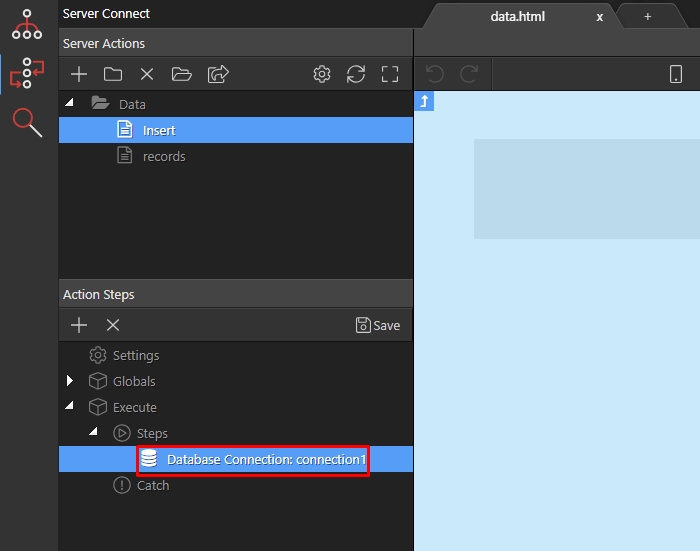 Server Connect
data.html x +
Server Actions
Data
Insert
records
Action Steps
Save
Settings
Globals
Execute
Steps
Database Connection: connection1
Catch